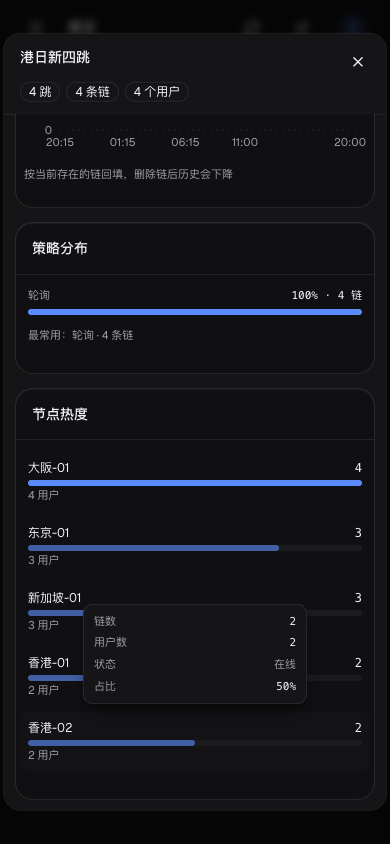 港日新四跳
4 跳
4 条链
4 个用户
0
20:15 01:15 06:15 11:00 20:00
按当前存在的链回填，删除链后历史会下降
策略分布
轮询 100% · 4 链
最常用：轮询 · 4 条链
节点热度
大阪-01 4
4 用户
东京-01 3
3 用户
新加坡-01 3
3 用户
链数 2
用户数 2
状态 在线
占比 50%
香港-01 2
2 用户
香港-02 2
2 用户